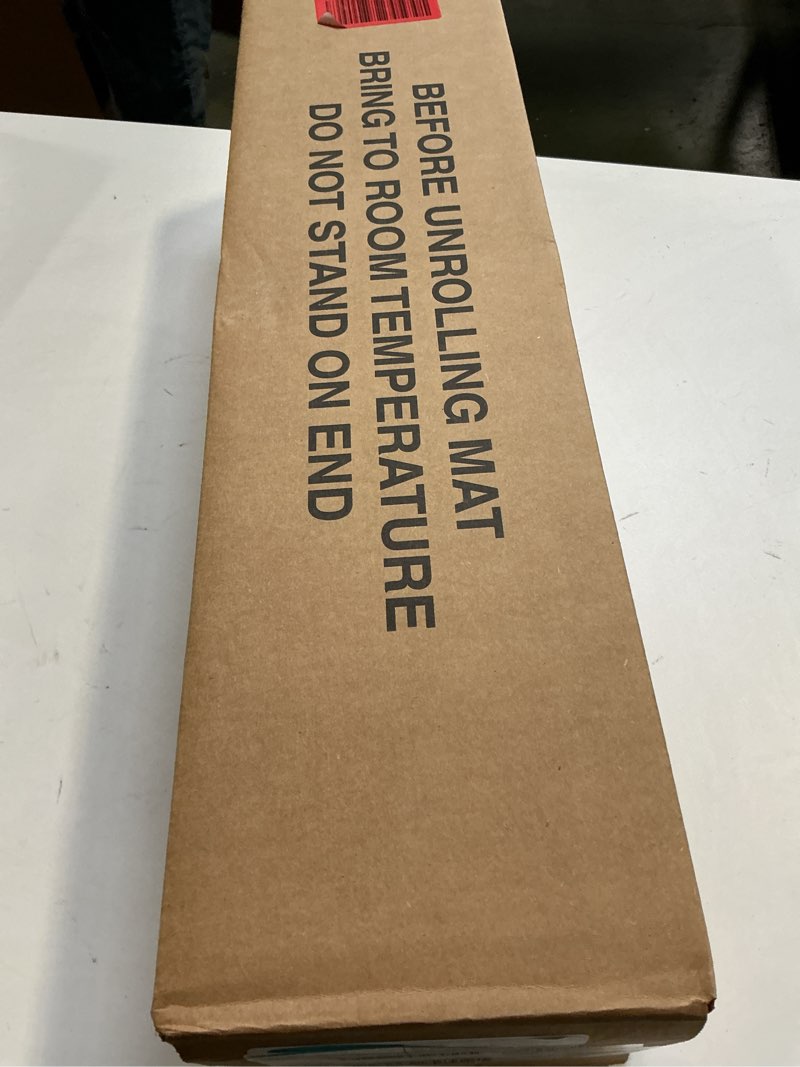 BEFORE UNROLLING MAT
BRING TO ROOM TEMPERATURE
DO NOT STAND ON END